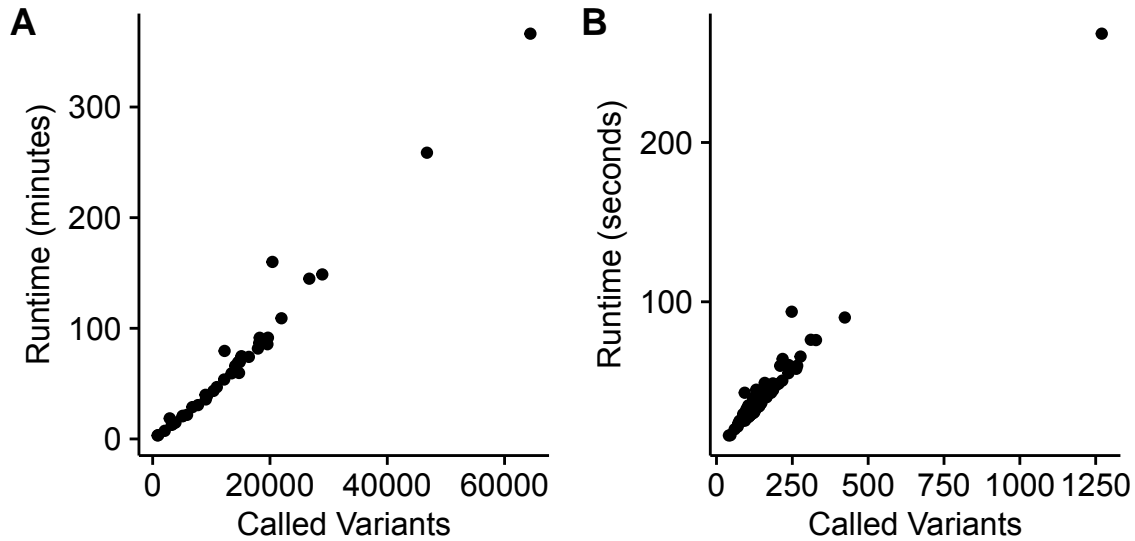 A
Runtime (minutes)
300
200
100
0
0 20000 40000 60000
Called Variants
B
Runtime (seconds)
200
100
0 250 500 750 1000 1250
Called Variants